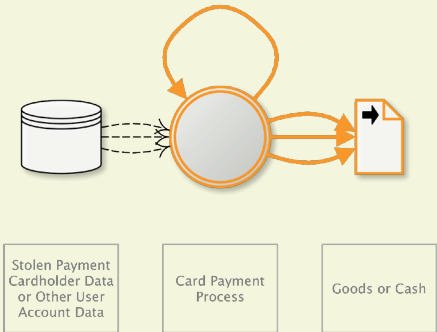 Stolen Payment
Cardholder Data
or Other User
Account Data
Card Payment
Process
Goods or Cash